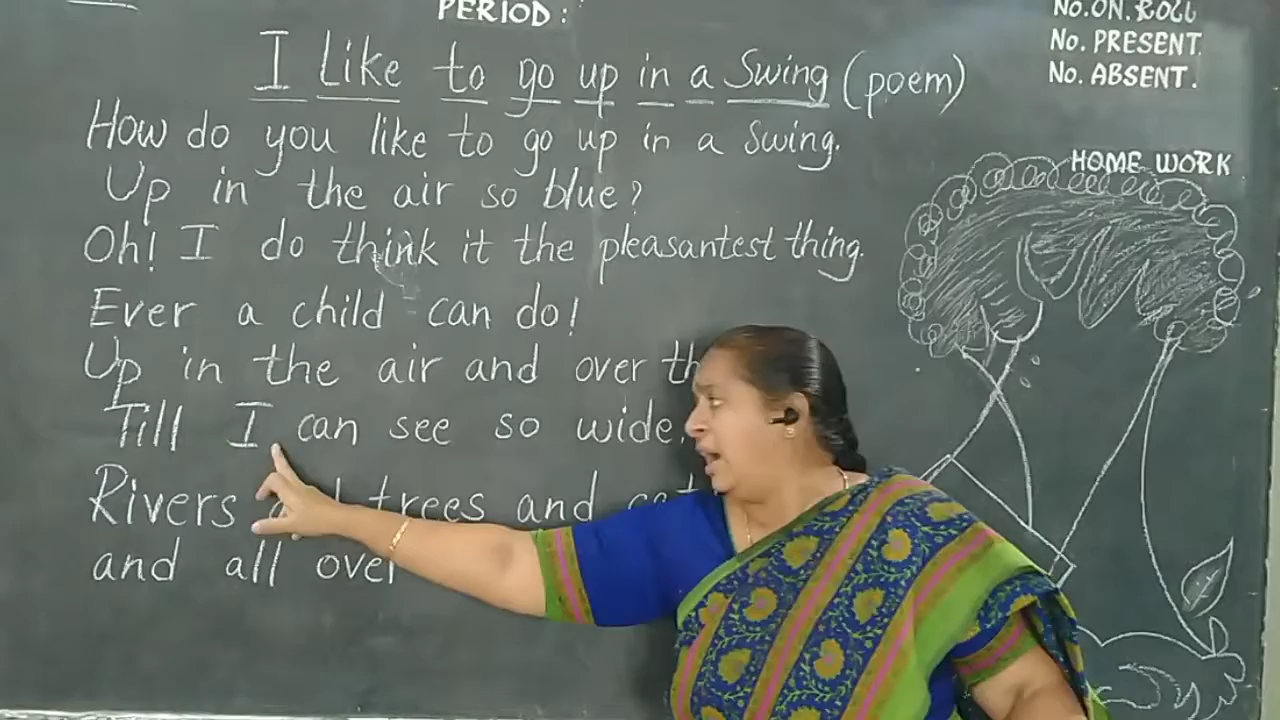 PERIOD:
No. ON. ROLL
No. PRESENT
No. ABSENT.
I Like to go up in a Swing (poem)
How do you like to go up in a Swing.
Up in the air so blue?
Oh! I do think it the pleasantest thing.
Ever a child can do!
Up in the air and over
Till I can see so wide,
Rivers trees and
and all over
HOME WORK